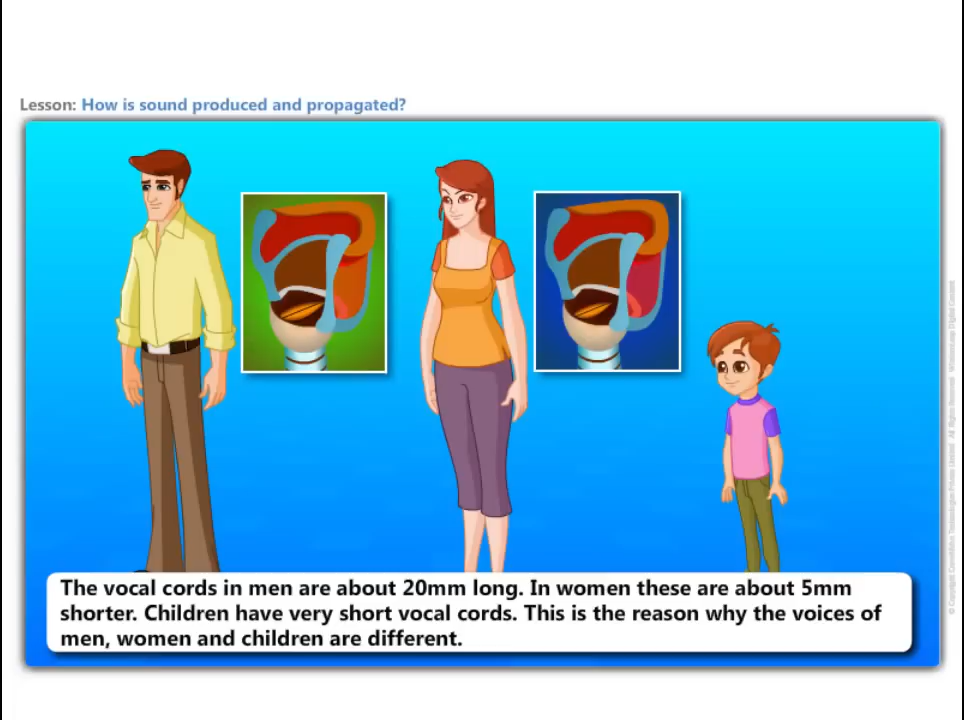 Lesson: How is sound produced and propagated?
The vocal cords in men are about 20mm long. In women these are about 5mm
shorter. Children have very short vocal cords. This is the reason why the voices of
men, women and children are different.